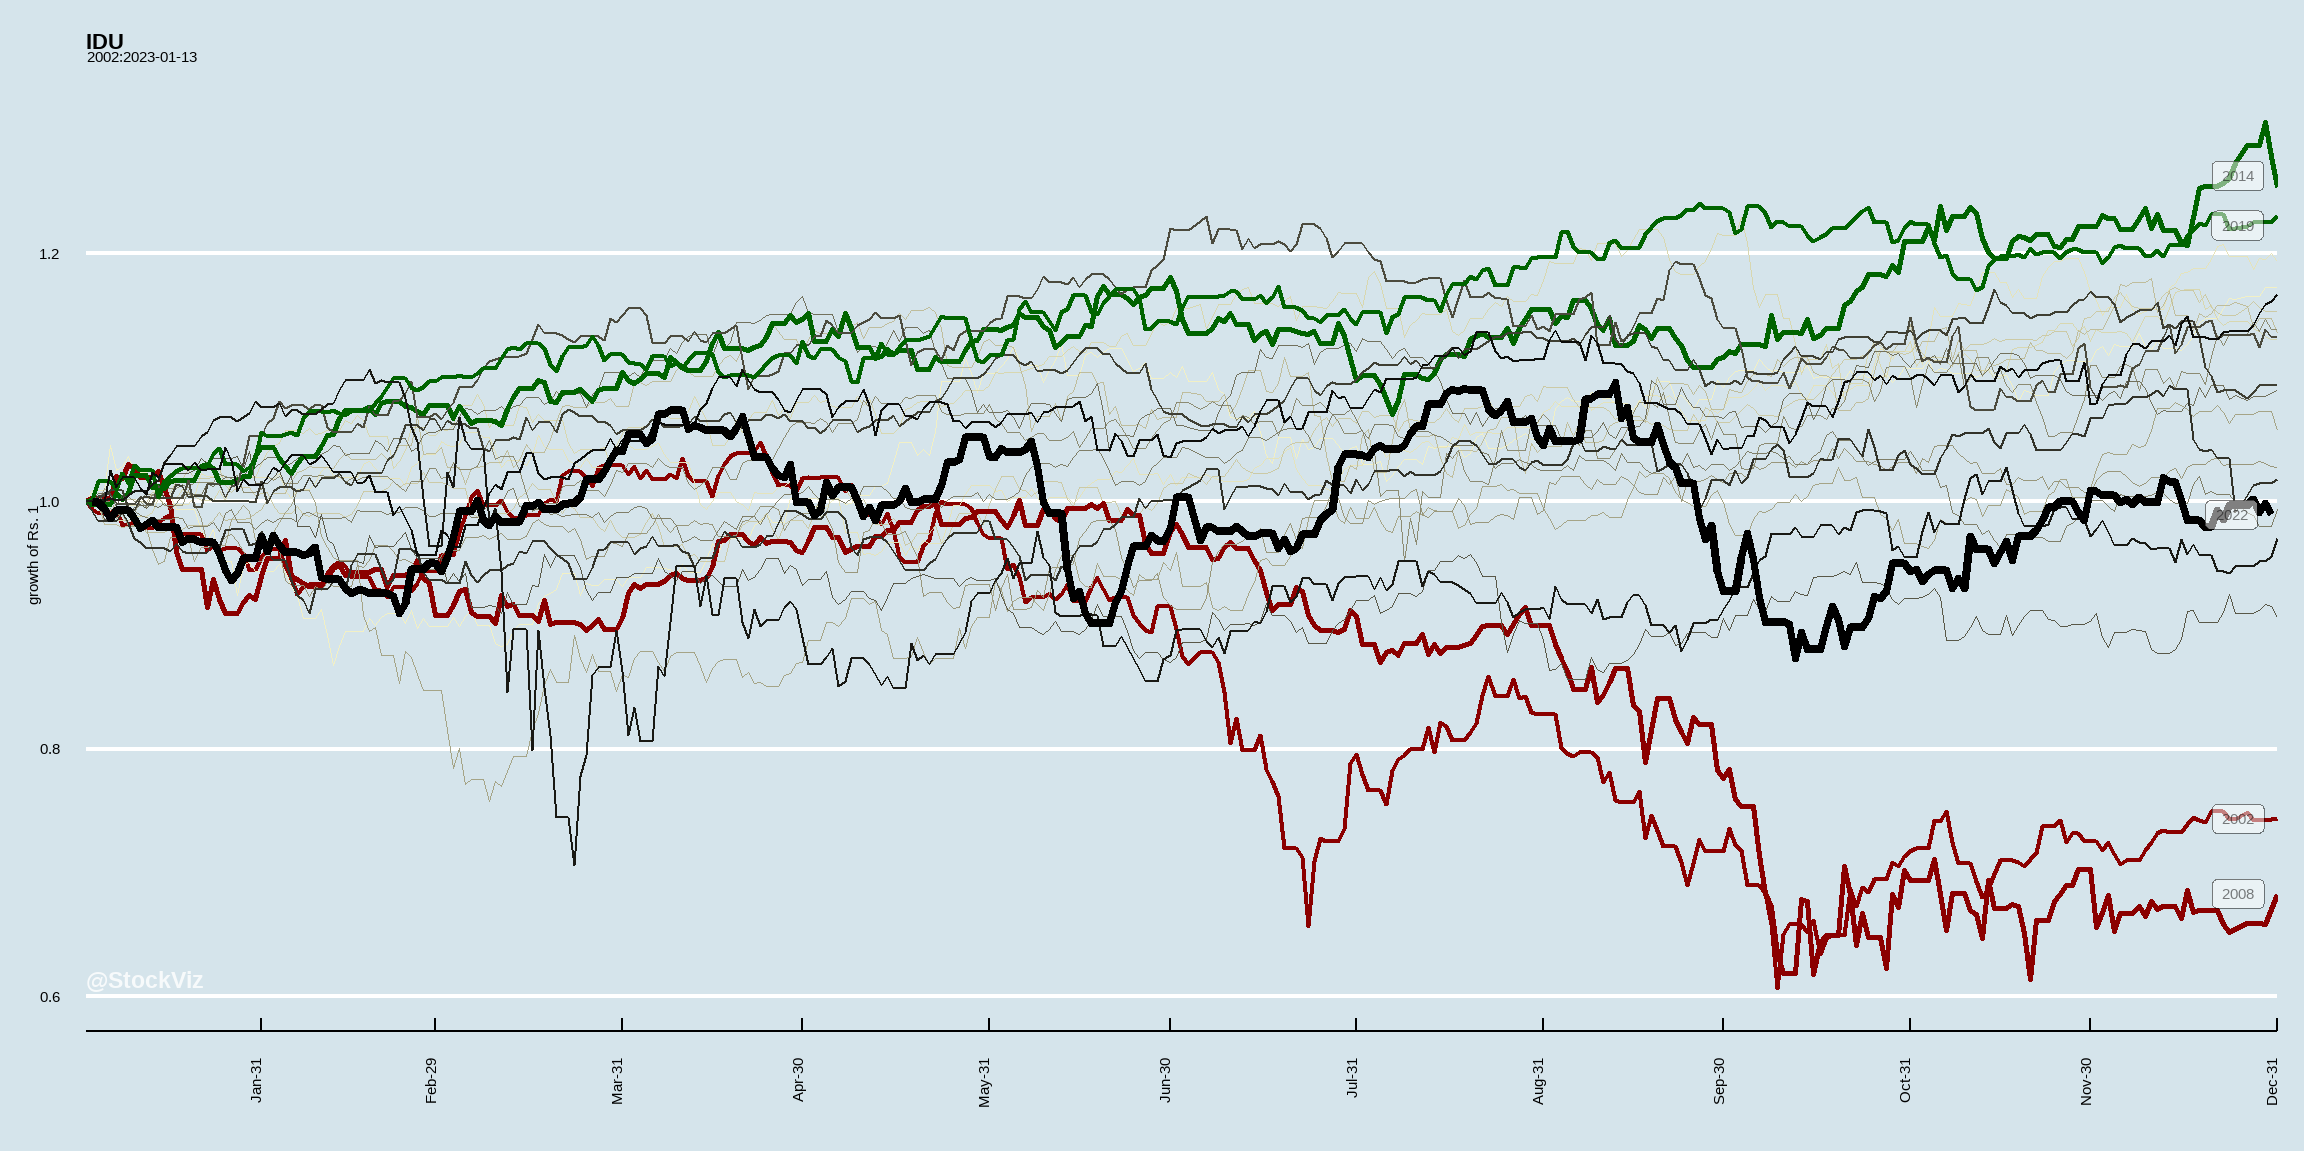 IDU
2002:2023-01-13
2014
2019
1.2
growth of Rs. 1
1.0
2022
0.8
2002
2008
@StockViz
0.6
Jan-31
Feb-29
Mar-31
Apr-30
May-31
Jun-30
Jul-31
Aug-31
Sep-30
Oct-31
Nov-30
Dec-31